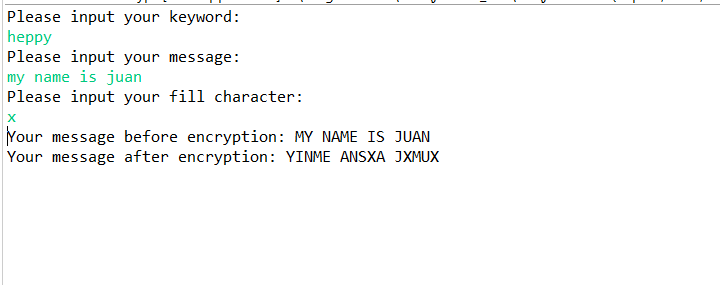 Please input your keyword:
heppy
Please input your message:
my name is juan
Please input your fill character:
x
Your message before encryption: MY NAME IS JUAN
Your message after encryption: YINME ANSXA JXMUX